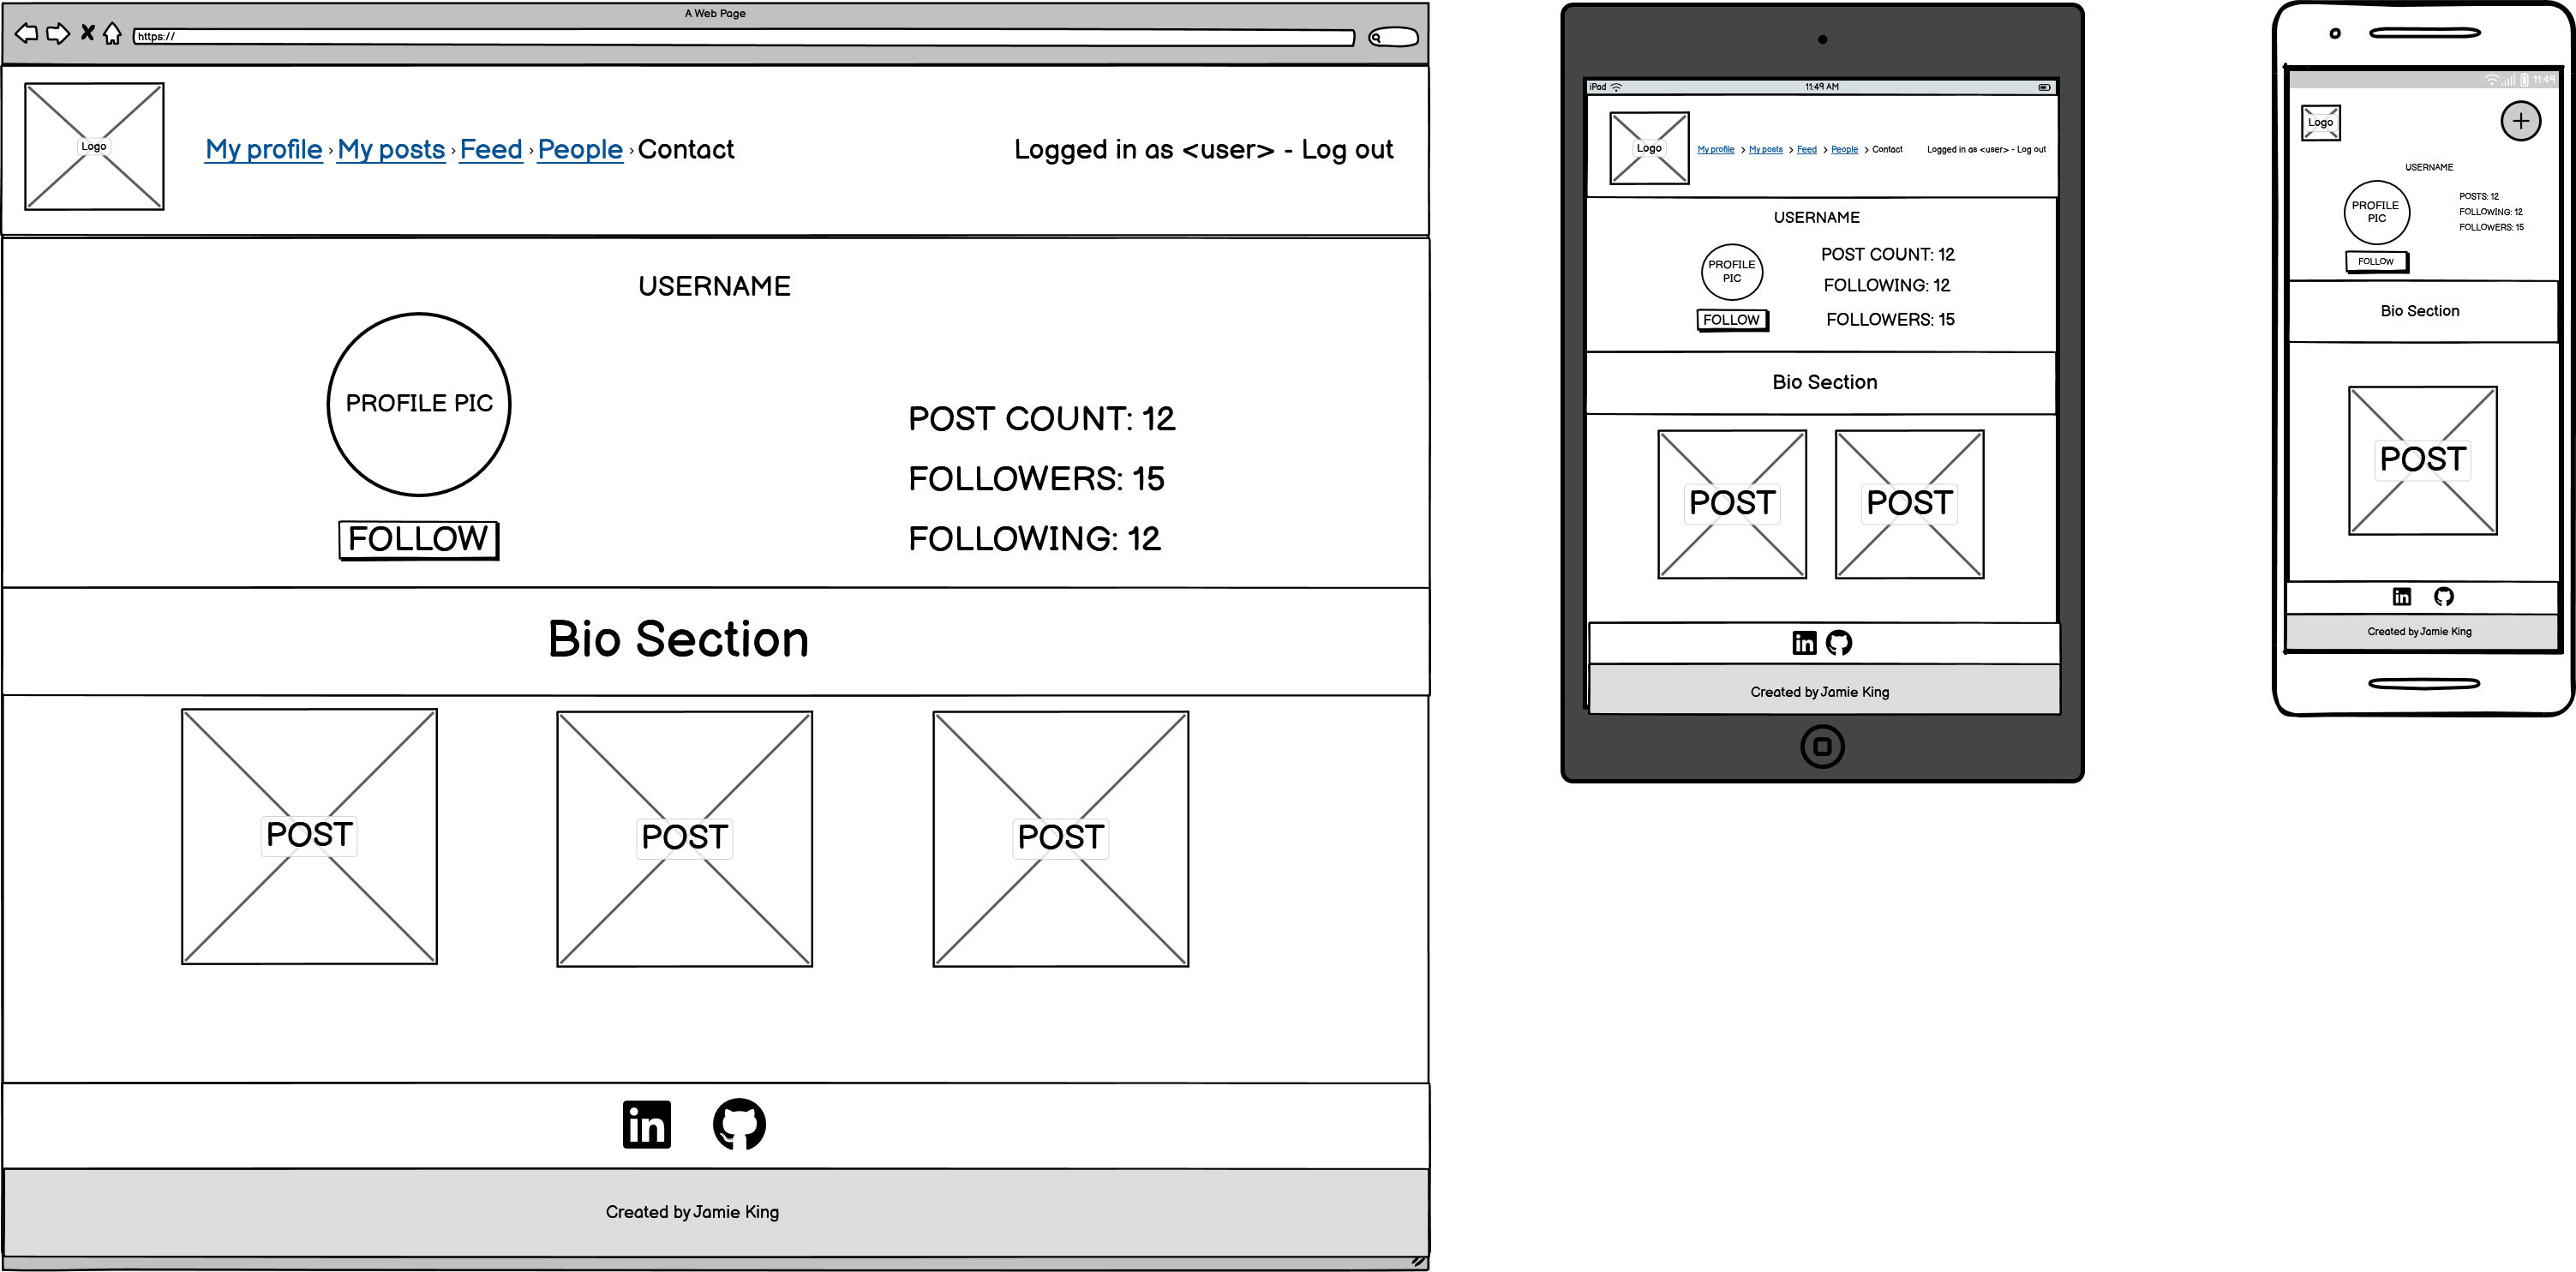 A Web Page
https://
Logo
My profile › My posts › Feed › People › Contact
Logged in as <user> - Log out
USERNAME
PROFILE PIC
FOLLOW
POST COUNT: 12
FOLLOWERS: 15
FOLLOWING: 12
Bio Section
POST
POST
POST
in
Created by Jamie King
iPad
11:49 AM
Logo
My profile > My posts > Feed > People > Contact
Logged in as <user> - Log out
USERNAME
PROFILE
PIC
FOLLOW
POST COUNT: 12
FOLLOWING: 12
FOLLOWERS: 15
Bio Section
POST
POST
in
Created by Jamie King
11:49
Logo
USERNAME
PROFILE
PIC
FOLLOW
POSTS: 12
FOLLOWING: 12
FOLLOWERS: 15
Bio Section
POST
in
Created by Jamie King